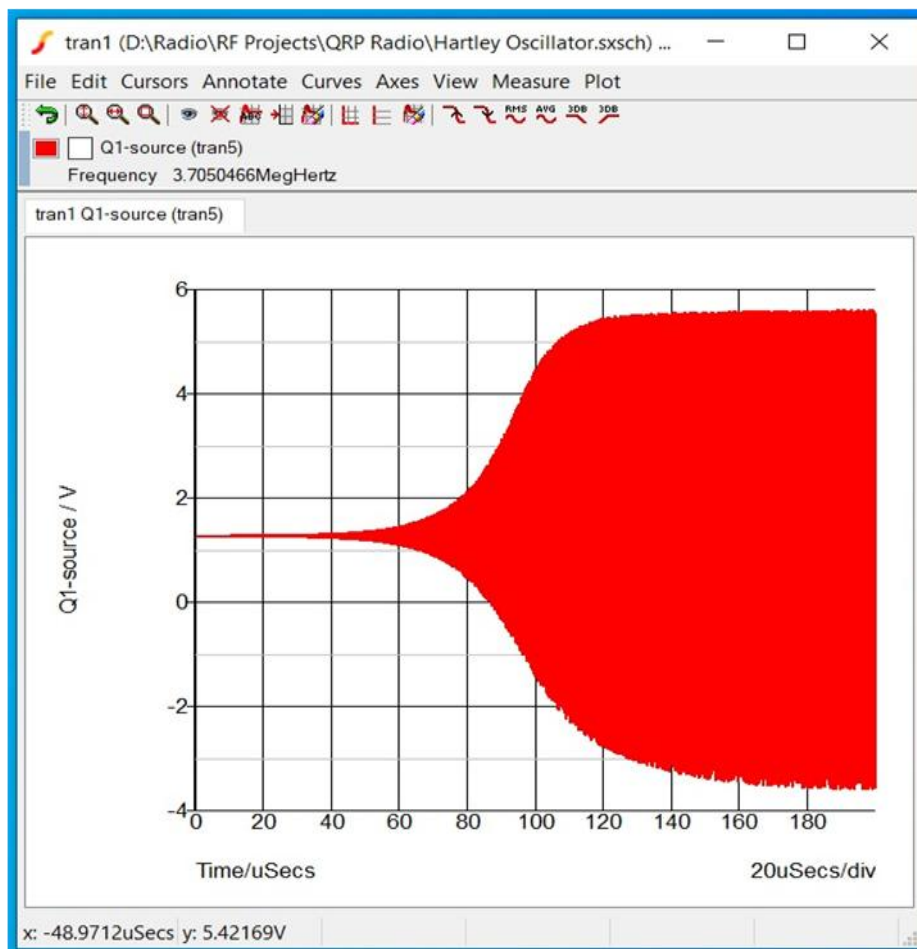 tran1 (D:\Radio\RF Projects\QRP Radio\Hartley Oscillator.sxsch) ...
File Edit Cursors Annotate Curves Axes View Measure Plot
ABC RMS AVG 3DB 3DB
Q1-source (tran5)
Frequency 3.7050466MegHertz
tran1 Q1-source (tran5)
6
4
2
0
-2
-4
Q1-source / V
0 20 40 60 80 100 120 140 160 180
Time/uSecs 20uSecs/div
x: -48.9712uSecs y: 5.42169V